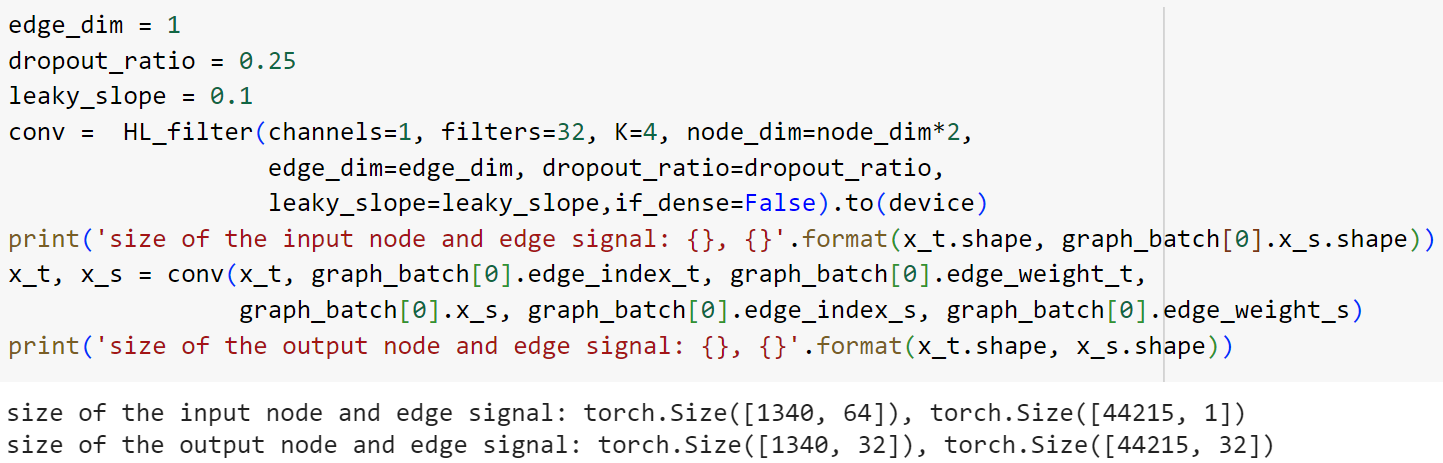 edge_dim = 1
dropout_ratio = 0.25
leaky_slope = 0.1
conv =  HL_filter(channels=1, filters=32, K=4, node_dim=node_dim*2,
                  edge_dim=edge_dim, dropout_ratio=dropout_ratio,
                  leaky_slope=leaky_slope,if_dense=False).to(device)
print('size of the input node and edge signal: {}, {}'.format(x_t.shape, graph_batch[0].x_s.shape))
x_t, x_s = conv(x_t, graph_batch[0].edge_index_t, graph_batch[0].edge_weight_t,
                graph_batch[0].x_s, graph_batch[0].edge_index_s, graph_batch[0].edge_weight_s)
print('size of the output node and edge signal: {}, {}'.format(x_t.shape, x_s.shape))
size of the input node and edge signal: torch.Size([1340, 64]), torch.Size([44215, 1])
size of the output node and edge signal: torch.Size([1340, 32]), torch.Size([44215, 32])